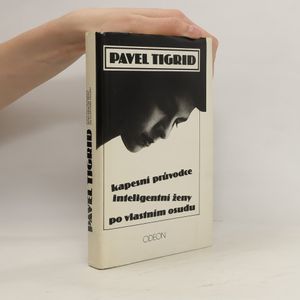 PAVEL TIGRID
kapesní průvodce
inteligentní ženy
po vlastním osudu
ODEON
PAVEL TIGRID